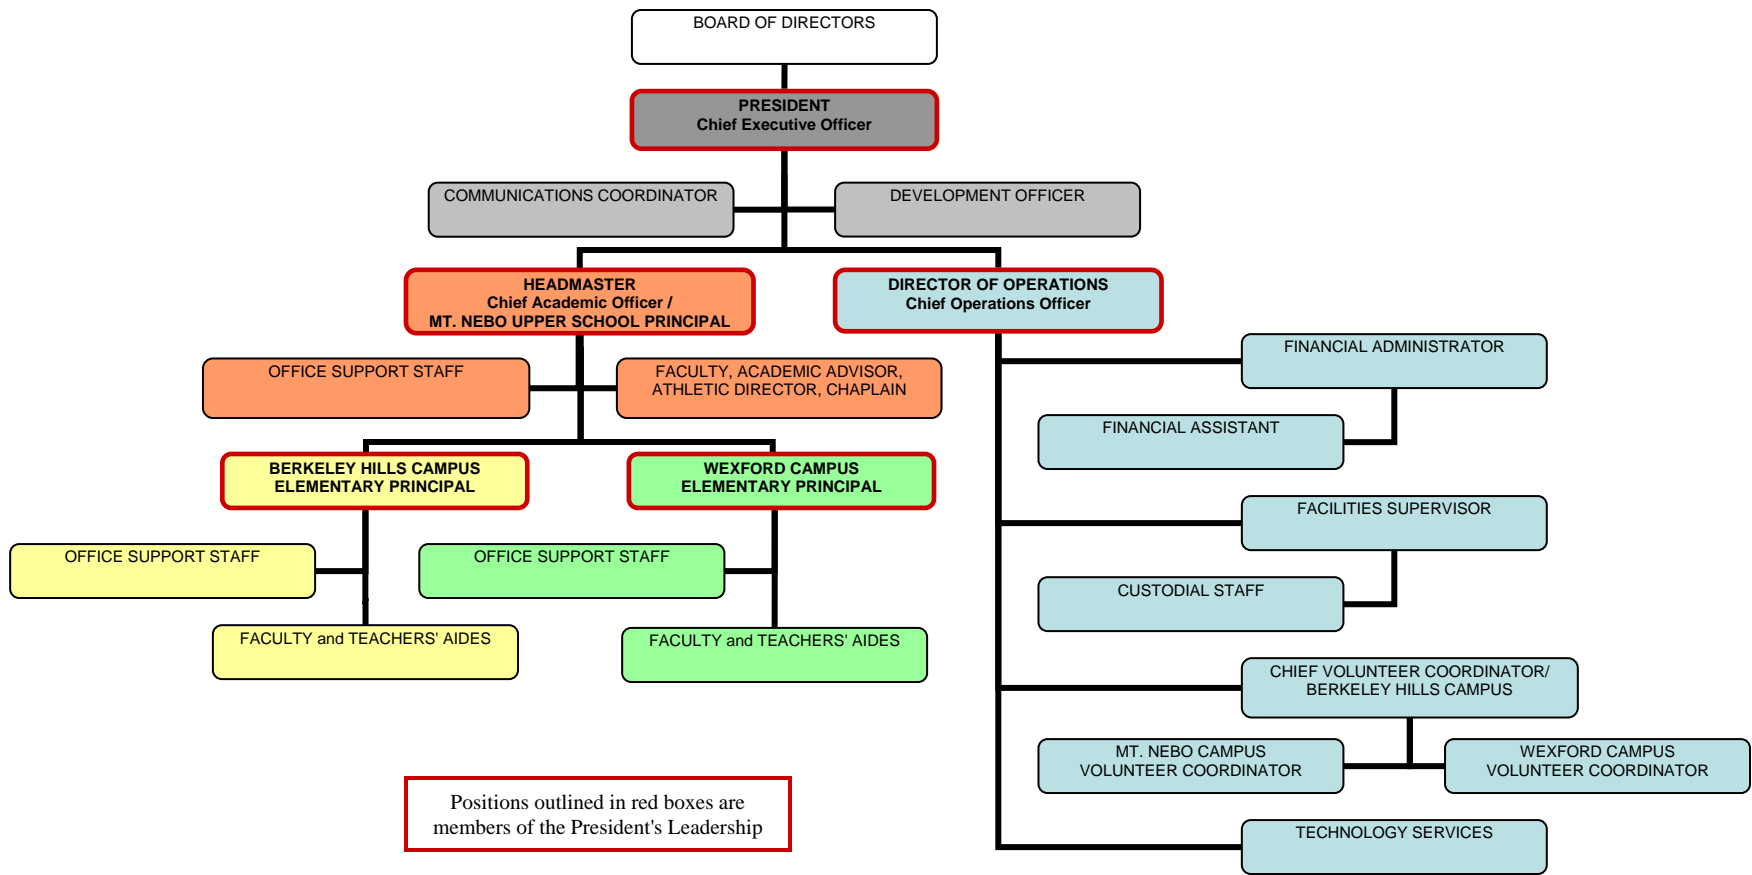 BOARD OF DIRECTORS
PRESIDENT
Chief Executive Officer
COMMUNICATIONS COORDINATOR
DEVELOPMENT OFFICER
HEADMASTER
Chief Academic Officer /
MT. NEBO UPPER SCHOOL PRINCIPAL
DIRECTOR OF OPERATIONS
Chief Operations Officer
OFFICE SUPPORT STAFF
FACULTY, ACADEMIC ADVISOR,
ATHLETIC DIRECTOR, CHAPLAIN
FINANCIAL ADMINISTRATOR
FINANCIAL ASSISTANT
BERKELEY HILLS CAMPUS
ELEMENTARY PRINCIPAL
WEXFORD CAMPUS
ELEMENTARY PRINCIPAL
FACILITIES SUPERVISOR
OFFICE SUPPORT STAFF
OFFICE SUPPORT STAFF
CUSTODIAL STAFF
FACULTY and TEACHERS' AIDES
FACULTY and TEACHERS' AIDES
CHIEF VOLUNTEER COORDINATOR/
BERKELEY HILLS CAMPUS
MT. NEBO CAMPUS
VOLUNTEER COORDINATOR
WEXFORD CAMPUS
VOLUNTEER COORDINATOR
Positions outlined in red boxes are
members of the President's Leadership
TECHNOLOGY SERVICES